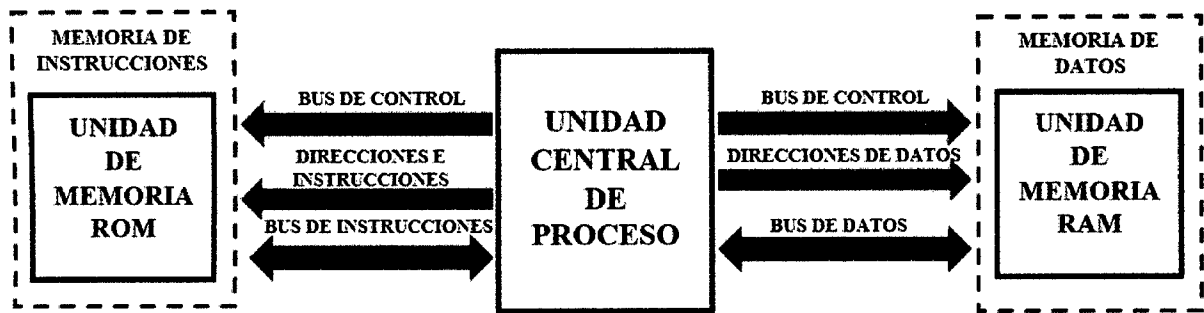 MEMORIA DE
INSTRUCCIONES
UNIDAD
DE
MEMORIA
ROM
BUS DE CONTROL
DIRECCIONES E
INSTRUCCIONES
BUS DE INSTRUCCIONES
UNIDAD
CENTRAL
DE
PROCESO
BUS DE CONTROL
DIRECCIONES DE DATOS
BUS DE DATOS
MEMORIA DE
DATOS
UNIDAD
DE
MEMORIA
RAM